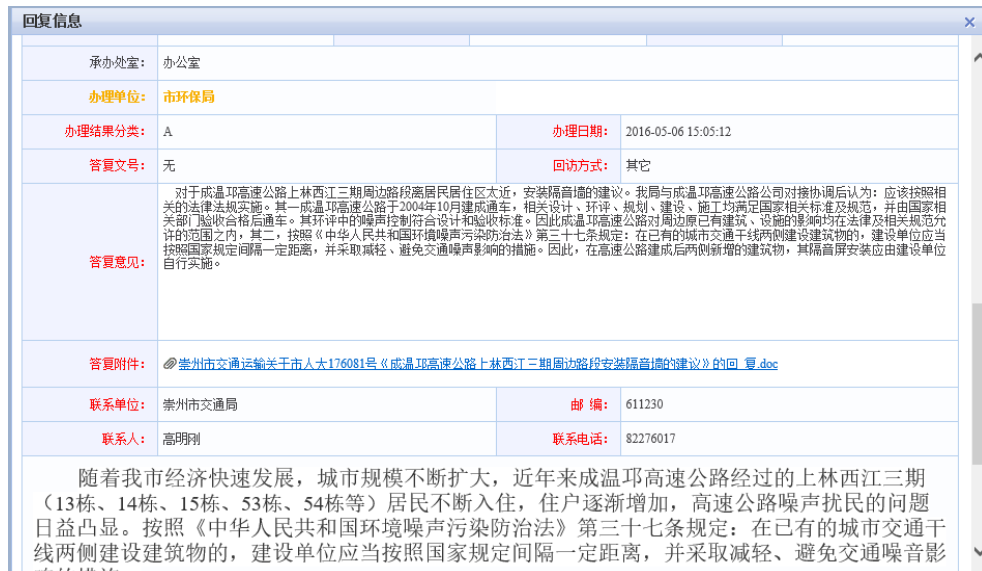 回复信息
承办处室： 办公室
办理单位： 市环保局
办理结果分类： A 办理日期： 2016-05-06 15:05:12
答复文号： 无 回访方式： 其它
对于成温邛高速公路上林西江三期周边路段离居民居住区太近，安装隔音墙的建议。我局与成温邛高速公路公司对接协调后认为：应该按照相
关的法律法规实施。其一成温邛高速公路于2004年10月建成通车，相关设计、环评、规划、建设、施工均满足国家相关标准及规范，并由国家相
关部门验收合格后通车。其环评中的噪声控制符合设计和验收标准。因此成温邛高速公路对周边原已有建筑、设施的影响均在法律及相关规范允
许的范围之内，其二，按照《中华人民共和国环境噪声污染防治法》第三十七条规定：在已有的城市交通干线两侧建设建筑物的，建设单位应当
答复意见： 按照国家规定间隔一定距离，并采取减轻、避免交通噪声影响的措施。因此，在高速公路建成后两侧新增的建筑物，其隔音屏安装应由建设单位
自行实施。
答复附件： 崇州市交通运输关于市人大176081号《成温邛高速公路上林西江三期周边路段安装隔音墙的建议》的回 复.doc
联系单位： 崇州市交通局 邮 编： 611230
联系人： 高明刚 联系电话： 82276017
随着我市经济快速发展，城市规模不断扩大，近年来成温邛高速公路经过的上林西江三期
（13栋、14栋、15栋、53栋、54栋等）居民不断入住，住户逐渐增加，高速公路噪声扰民的问题
日益凸显。按照《中华人民共和国环境噪声污染防治法》第三十七条规定：在已有的城市交通干
线两侧建设建筑物的，建设单位应当按照国家规定间隔一定距离，并采取减轻、避免交通噪音影